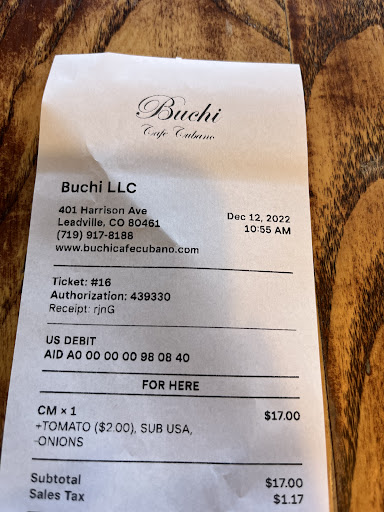 Buchi
Cafe Cubano
Buchi LLC
401 Harrison Ave
Leadville, CO 80461
(719) 917-8188
www.buchicafecubano.com
Dec 12, 2022
10:55 AM
Ticket: #16
Authorization: 439330
Receipt: rjnG
US DEBIT
AID A0 00 00 00 98 08 40
FOR HERE
CM × 1 $17.00
+TOMATO ($2.00), SUB USA,
-ONIONS
Subtotal $17.00
Sales Tax $1.17